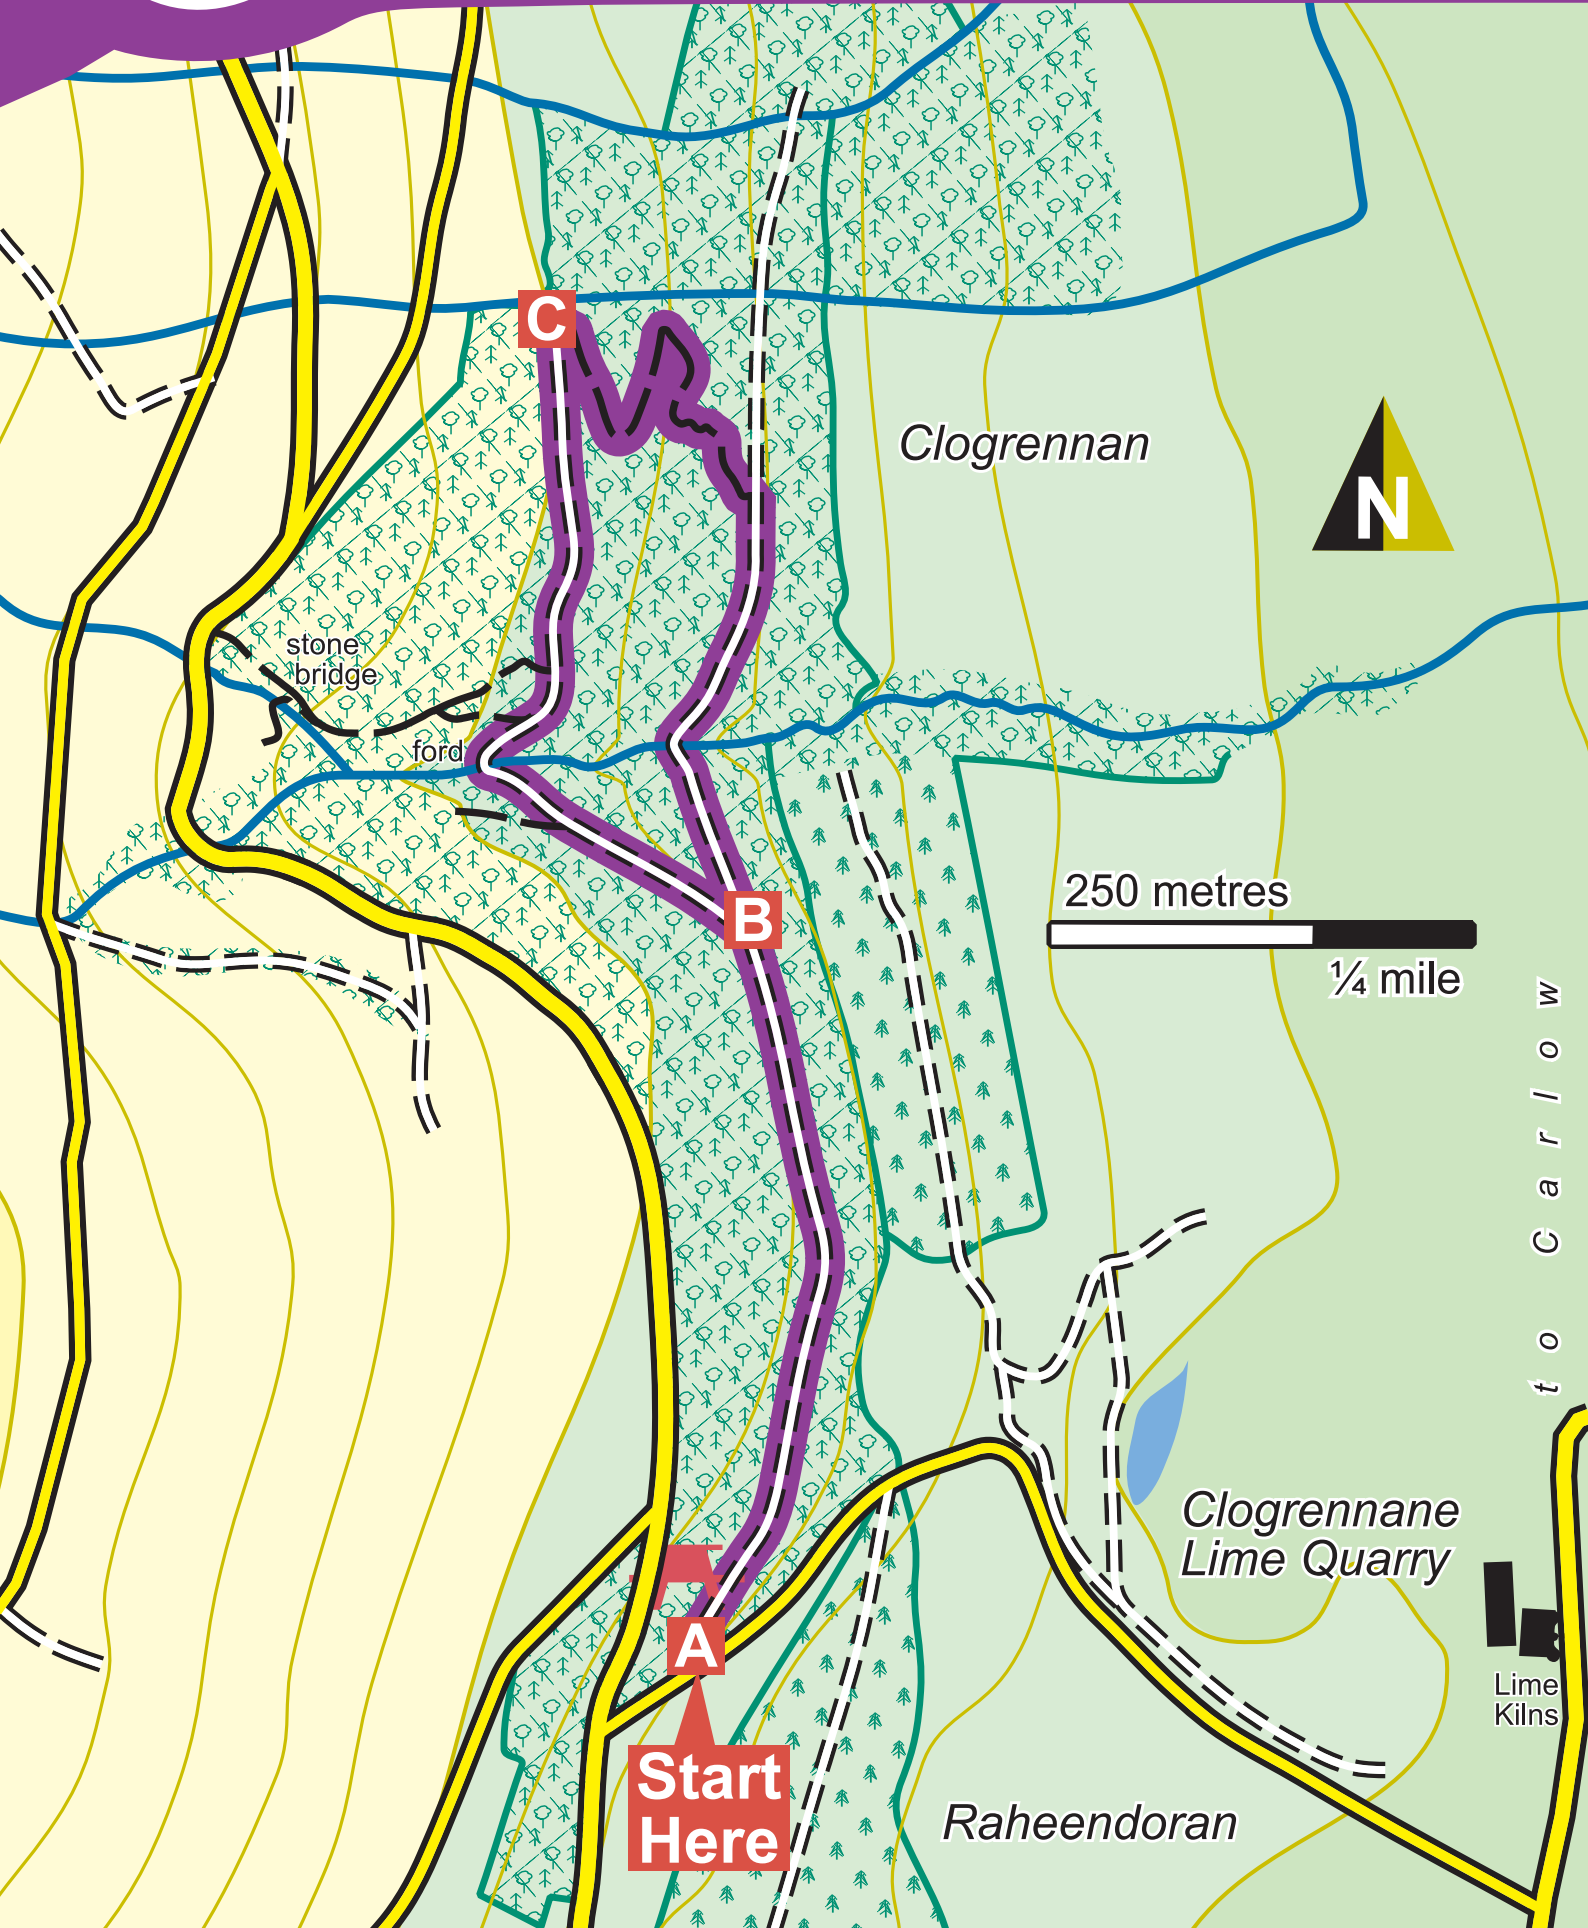 C
Clogrennan
N
stone
bridge
ford
250 metres
B
¼ mile
to Carlow
Clogrennane
Lime Quarry
A
Lime
Kilns
Start
Here
Raheendoran